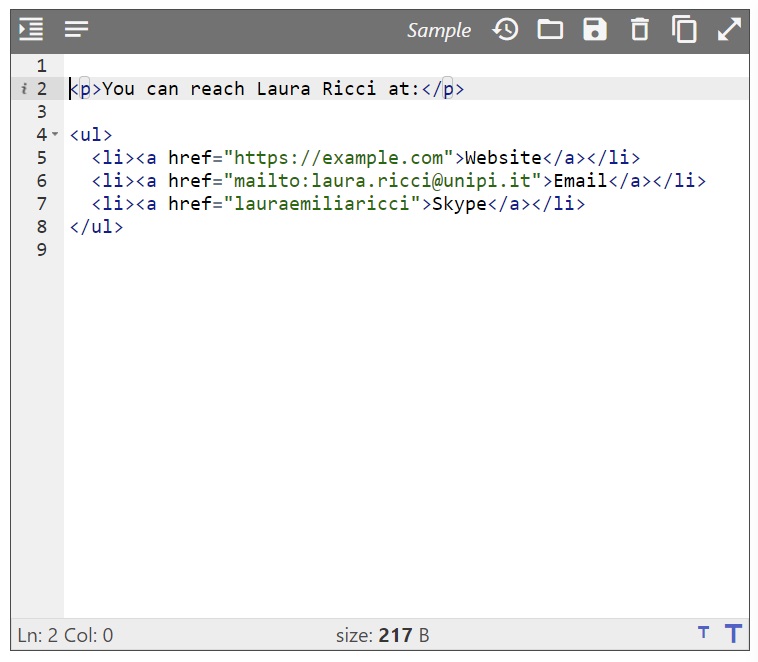 Sample
1
2 <p>You can reach Laura Ricci at:</p>
3
4 <ul>
5   <li><a href="https://example.com">Website</a></li>
6   <li><a href="mailto:laura.ricci@unipi.it">Email</a></li>
7   <li><a href="lauraemiliaricci">Skype</a></li>
8 </ul>
9
Ln: 2 Col: 0 size: 217 B T T